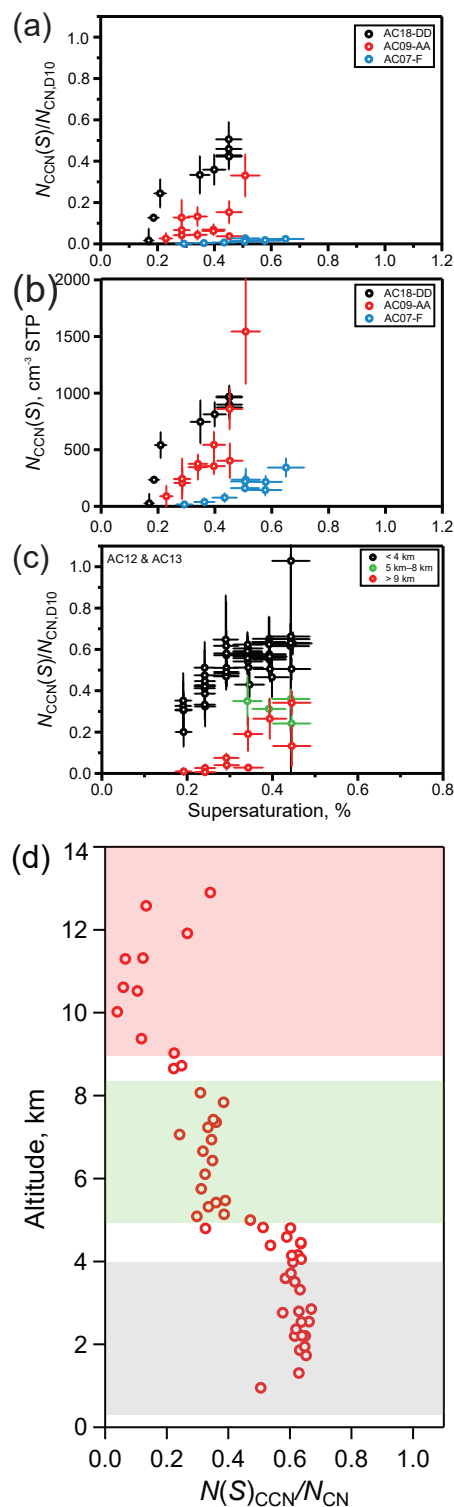 (a)
N_CCN(S)/N_CN,D10
1.0
0.8
0.6
0.4
0.2
0.0
AC18-DD
AC09-AA
AC07-F
0 0.2 0.4 0.6 0.8 1.0 1.2
(b)
N_CCN(S), cm⁻³ STP
2000
1500
1000
500
0
AC18-DD
AC09-AA
AC07-F
0 0.2 0.4 0.6 0.8 1.0 1.2
(c)
N_CCN(S)/N_CN,D10
1.0
0.8
0.6
0.4
0.2
0.0
AC12 & AC13
< 4 km
5 km–8 km
> 9 km
0 0.2 0.4 0.6 0.8
Supersaturation, %
(d)
Altitude, km
14
12
10
8
6
4
2
0
0.0 0.2 0.4 0.6 0.8 1.0
N(S)_CCN/N_CN